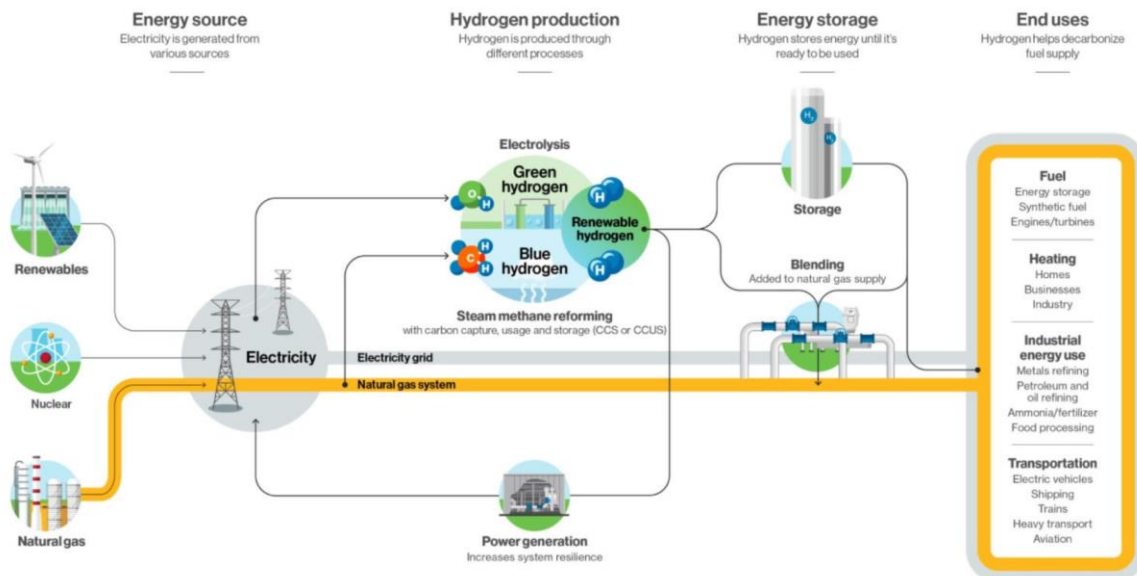 Energy source
Electricity is generated from
various sources
Hydrogen production
Hydrogen is produced through
different processes
Energy storage
Hydrogen stores energy until it's
ready to be used
End uses
Hydrogen helps decarbonize
fuel supply
Renewables
Nuclear
Natural gas
Electricity
Electrolysis
Green
hydrogen
O
H
Renewable
hydrogen
H
H
Blue
hydrogen
C
H
H
Steam methane reforming
with carbon capture, usage and storage (CCS or CCUS)
Electricity grid
Natural gas system
Power generation
Increases system resilience
H₂
H₂
Storage
Blending
Added to natural gas supply
Fuel
Energy storage
Synthetic fuel
Engines/turbines
Heating
Homes
Businesses
Industry
Industrial
energy use
Metals refining
Petroleum and
oil refining
Ammonia/fertilizer
Food processing
Transportation
Electric vehicles
Shipping
Trains
Heavy transport
Aviation